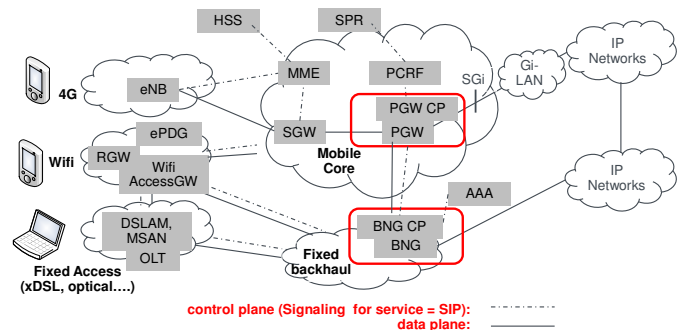 HSS
SPR
IP
Networks
MME
PCRF
SGi
Gi-
LAN
4G
eNB
PGW CP
ePDG
SGW
PGW
RGW
Wifi
Wifi
AccessGW
Mobile
Core
IP
Networks
AAA
DSLAM,
MSAN
BNG CP
OLT
Fixed
backhaul
BNG
Fixed Access
(xDSL, optical....)
control plane (Signaling for service = SIP):
data plane: